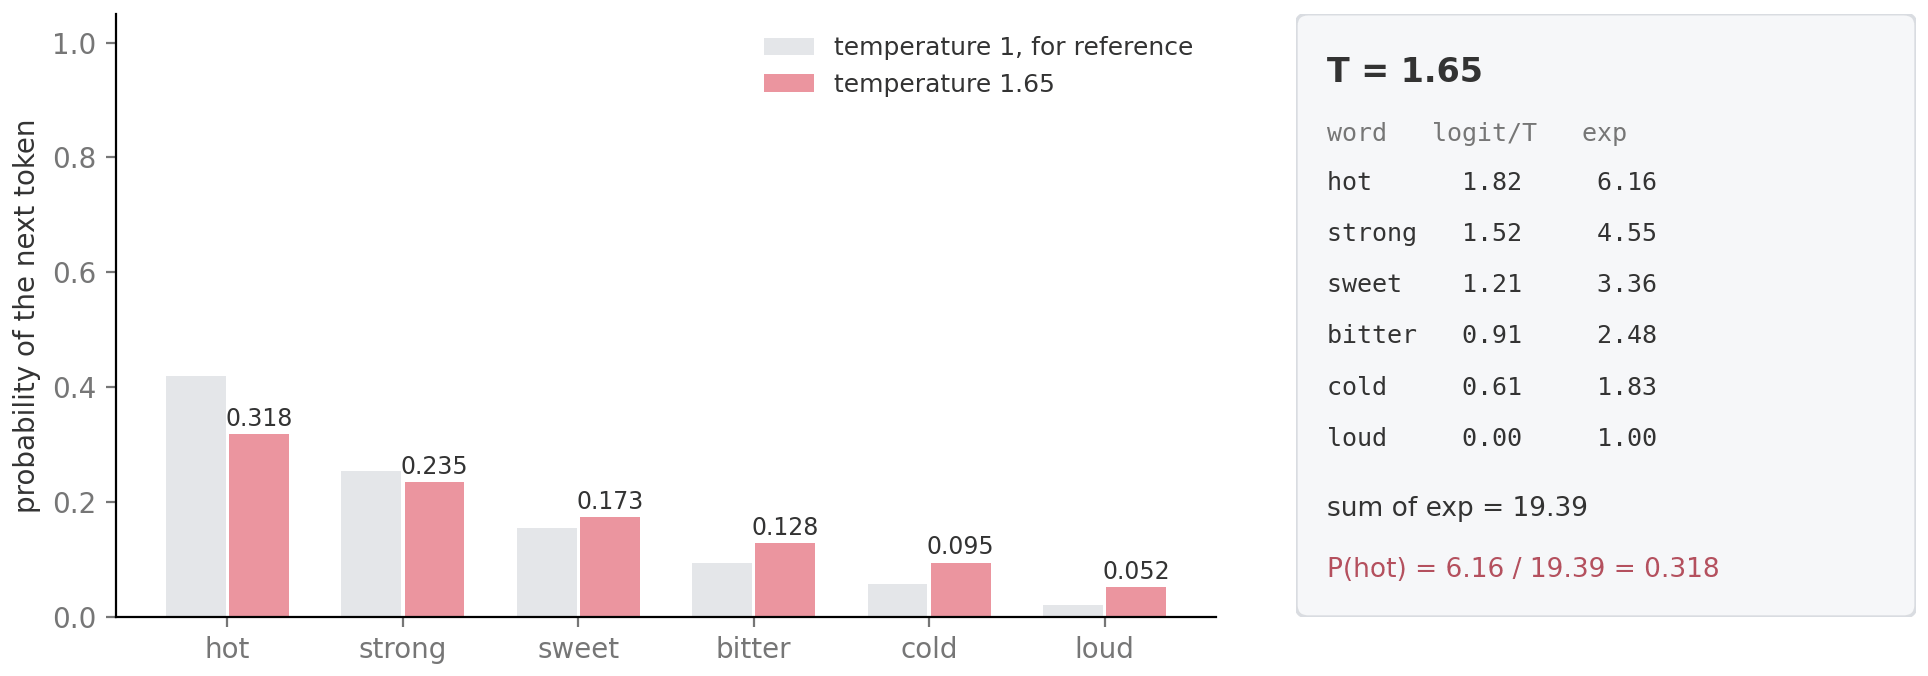 probability of the next token
1.0
0.8
0.6
0.4
0.2
0.0
temperature 1, for reference
temperature 1.65
0.318
0.235
0.173
0.128
0.095
0.052
hot strong sweet bitter cold loud
T = 1.65
word logit/T exp
hot 1.82 6.16
strong 1.52 4.55
sweet 1.21 3.36
bitter 0.91 2.48
cold 0.61 1.83
loud 0.00 1.00
sum of exp = 19.39
P(hot) = 6.16 / 19.39 = 0.318